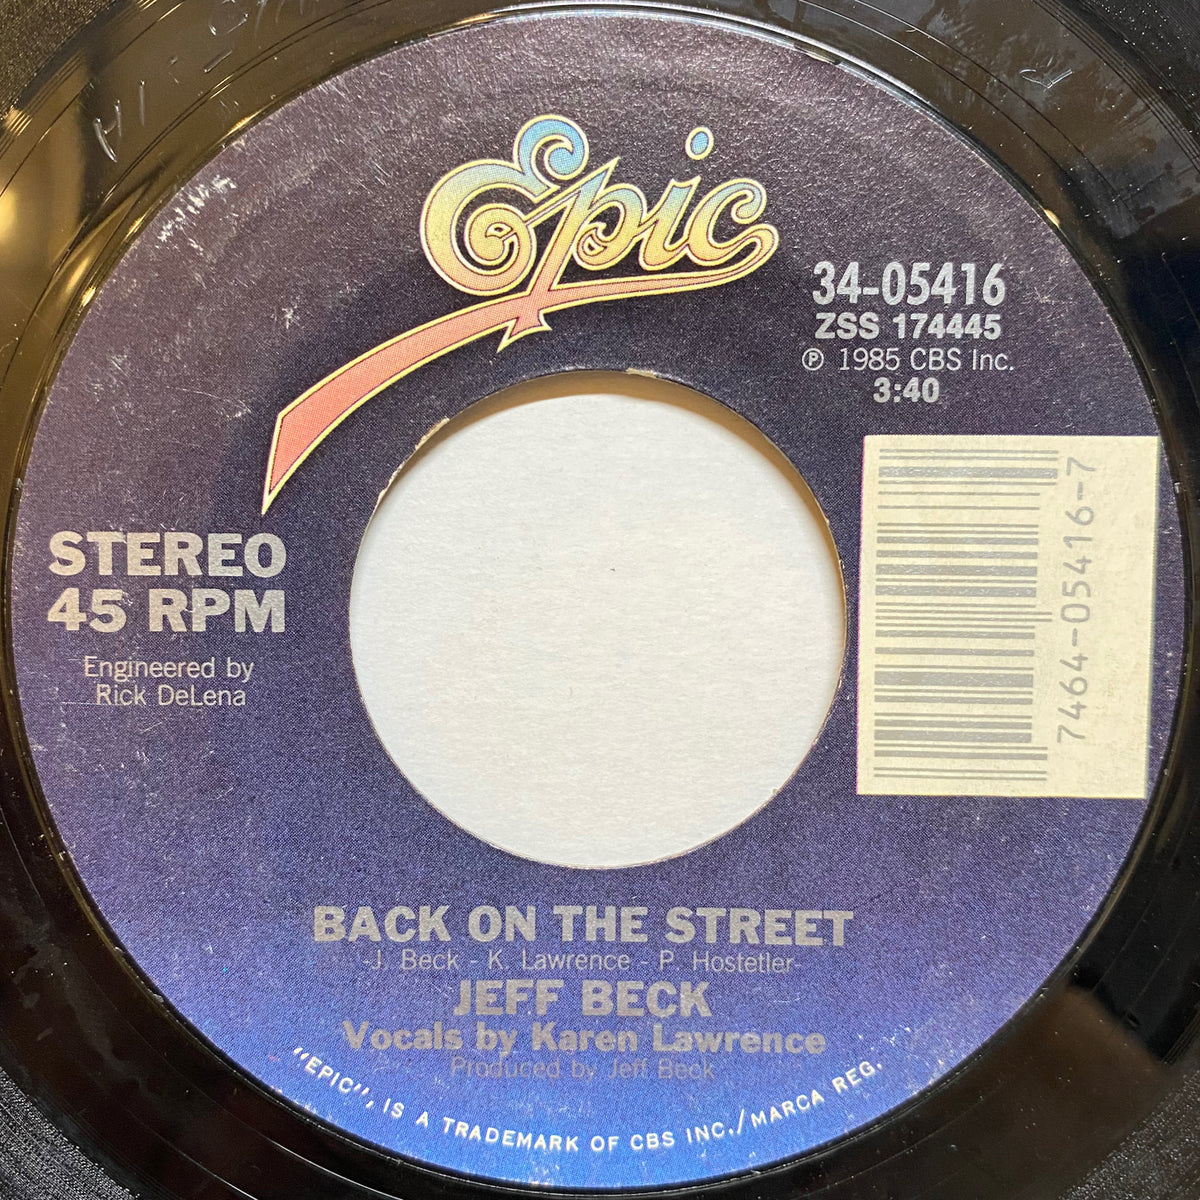 Epic
34-05416
ZSS 174445
℗ 1985 CBS Inc.
3:40
7464-05416-7
STEREO
45 RPM
Engineered by
Rick DeLena
BACK ON THE STREET
-J. Beck - K. Lawrence - P. Hostetler-
JEFF BECK
Vocals by Karen Lawrence
Produced by Jeff Beck
"EPIC", IS A TRADEMARK OF CBS INC./MARCA REG.